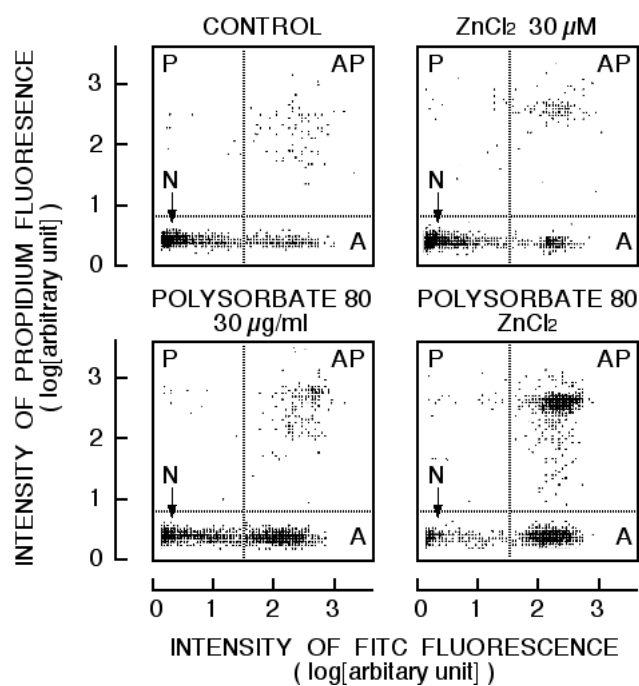 CONTROL
ZnCl2 30 µM
P AP
P AP
N
N
A
A
3
2
1
0
POLYSORBATE 80
30 µg/ml
POLYSORBATE 80
ZnCl2
P AP
P AP
N
N
A
A
3
2
1
0
0 1 2 3
0 1 2 3
INTENSITY OF PROPIDIUM FLUORESENCE
( log[arbitrary unit] )
INTENSITY OF FITC FLUORESCENCE
( log[arbitary unit] )